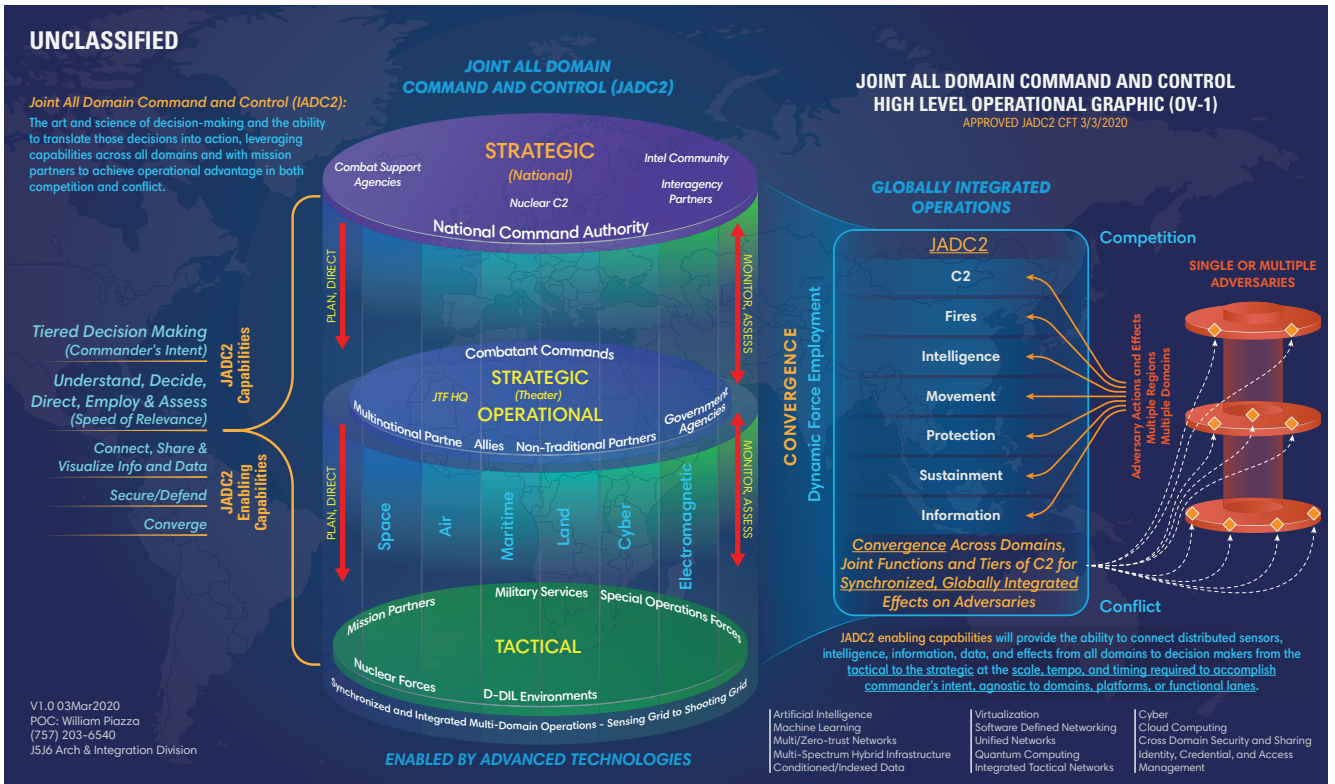 UNCLASSIFIED
Joint All Domain Command and Control (JADC2):
The art and science of decision-making and the ability
to translate those decisions into action, leveraging
capabilities across all domains and with mission
partners to achieve operational advantage in both
competition and conflict.
JOINT ALL DOMAIN
COMMAND AND CONTROL (JADC2)
STRATEGIC
(National)
Combat Support
Agencies
Nuclear C2
Intel Community
Interagency
Partners
National Command Authority
PLAN, DIRECT
MONITOR, ASSESS
Combatant Commands
STRATEGIC
(Theater)
JTF HQ
OPERATIONAL
Multinational Partne
Allies
Non-Traditional Partners
Government
Agencies
PLAN, DIRECT
MONITOR, ASSESS
Space
Air
Maritime
Land
Cyber
Electromagnetic
Mission Partners
Military Services
Special Operations Forces
TACTICAL
Nuclear Forces
D-DIL Environments
Synchronized and Integrated Multi-Domain Operations - Sensing Grid to Shooting Grid
ENABLED BY ADVANCED TECHNOLOGIES
Tiered Decision Making
(Commander's Intent)
Understand, Decide,
Direct, Employ & Assess
(Speed of Relevance)
Connect, Share &
Visualize Info and Data
Secure/Defend
Converge
JADC2
Capabilities
JADC2
Enabling
Capabilities
V1.0 03Mar2020
POC: William Piazza
(757) 203-6540
J5J6 Arch & Integration Division
JOINT ALL DOMAIN COMMAND AND CONTROL
HIGH LEVEL OPERATIONAL GRAPHIC (OV-1)
APPROVED JADC2 CFT 3/3/2020
GLOBALLY INTEGRATED
OPERATIONS
CONVERGENCE
Dynamic Force Employment
JADC2
C2
Fires
Intelligence
Movement
Protection
Sustainment
Information
Convergence Across Domains,
Joint Functions and Tiers of C2 for
Synchronized, Globally Integrated
Effects on Adversaries
Competition
SINGLE OR MULTIPLE
ADVERSARIES
Adversary Actions and Effects
Multiple Regions
Multiple Domains
Conflict
JADC2 enabling capabilities will provide the ability to connect distributed sensors,
intelligence, information, data, and effects from all domains to decision makers from the
tactical to the strategic at the scale, tempo, and timing required to accomplish
commander's intent, agnostic to domains, platforms, or functional lanes.
Artificial Intelligence
Machine Learning
Multi/Zero-trust Networks
Multi-Spectrum Hybrid Infrastructure
Conditioned/Indexed Data
Virtualization
Software Defined Networking
Unified Networks
Quantum Computing
Integrated Tactical Networks
Cyber
Cloud Computing
Cross Domain Security and Sharing
Identity, Credential, and Access
Management